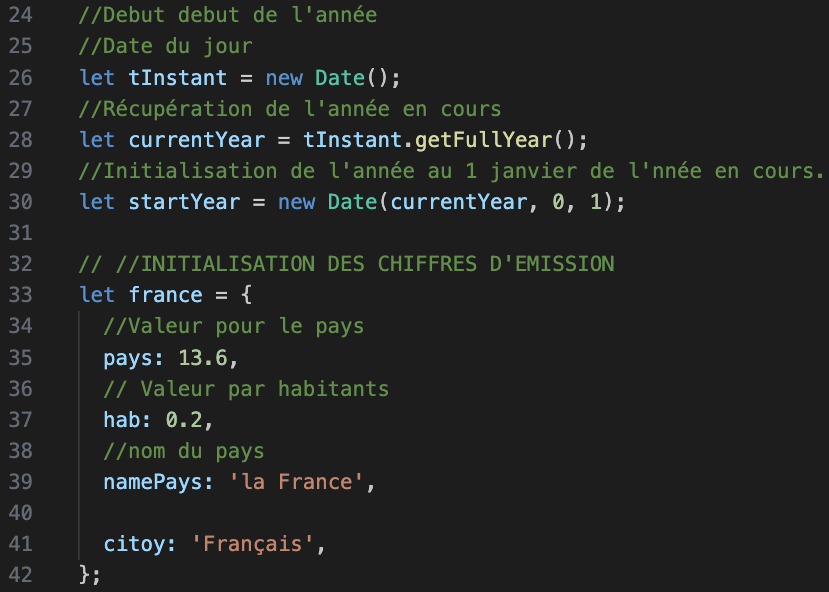 24 //Debut debut de l'année
25 //Date du jour
26 let tInstant = new Date();
27 //Récupération de l'année en cours
28 let currentYear = tInstant.getFullYear();
29 //Initialisation de l'année au 1 janvier de l'nnée en cours.
30 let startYear = new Date(currentYear, 0, 1);
31
32 // //INITIALISATION DES CHIFFRES D'EMISSION
33 let france = {
34 //Valeur pour le pays
35 pays: 13.6,
36 // Valeur par habitants
37 hab: 0.2,
38 //nom du pays
39 namePays: 'la France',
40
41 citoy: 'Français',
42 };